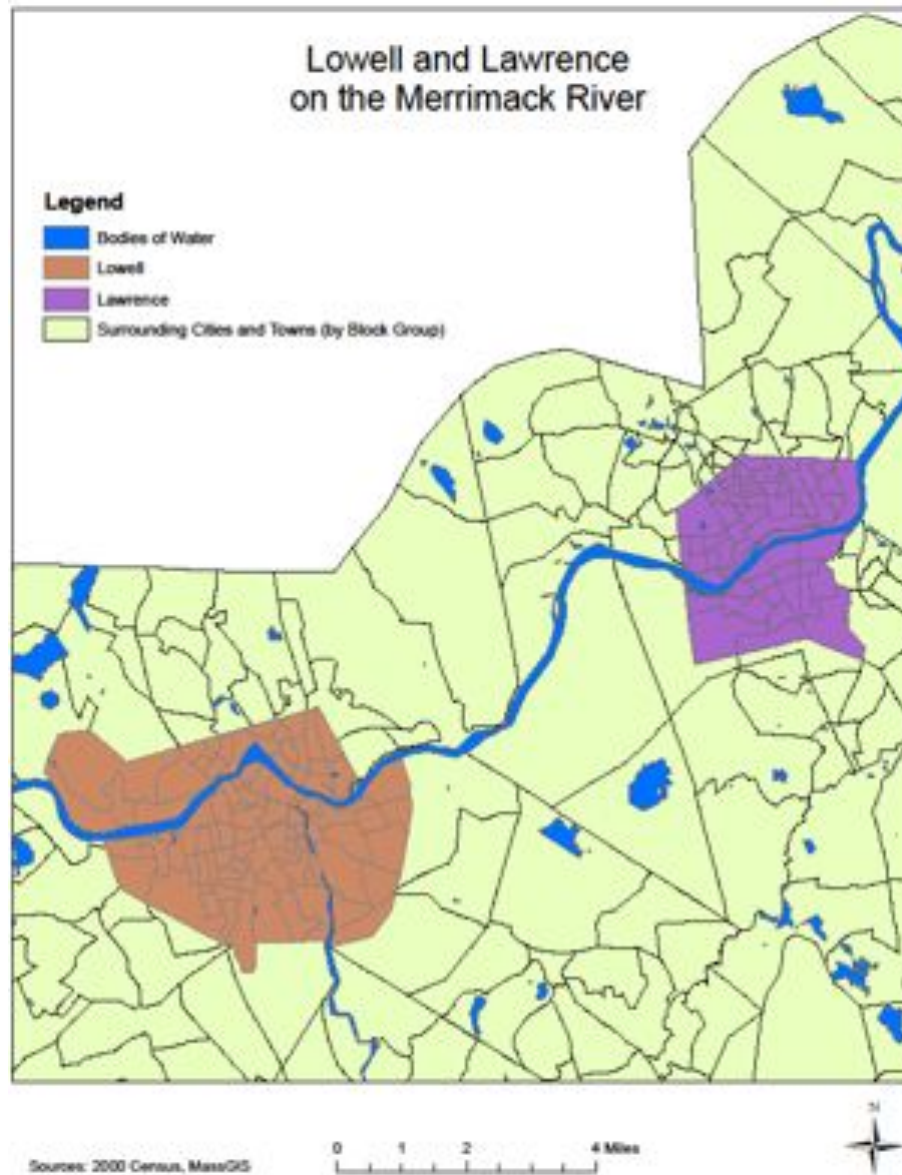 Lowell and Lawrence
on the Merrimack River
Legend
Bodies of Water
Lowell
Lawrence
Surrounding Cities and Towns (by Block Group)
N
0 1 2 4 Miles
Sources: 2000 Census, MassGIS